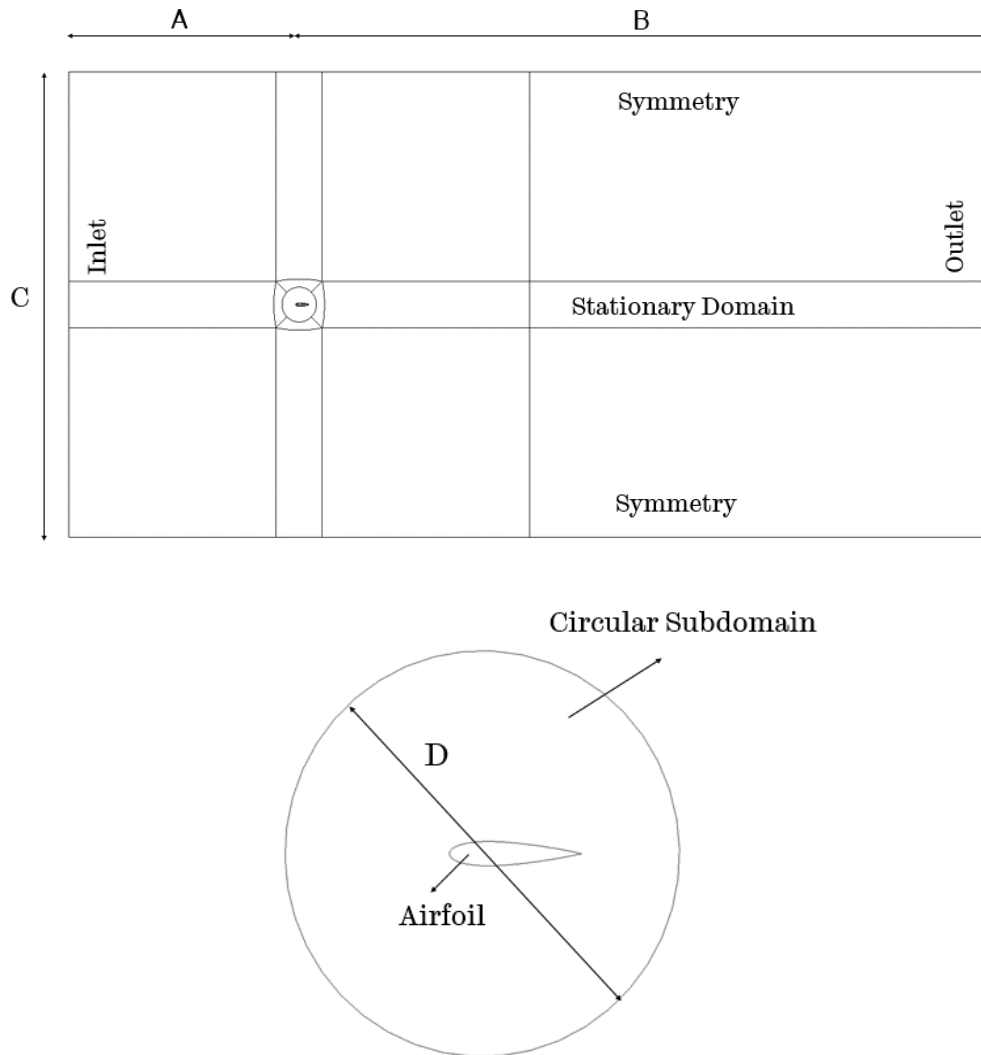 A
B
Symmetry
Inlet
Outlet
C
Stationary Domain
Symmetry
Circular Subdomain
D
Airfoil